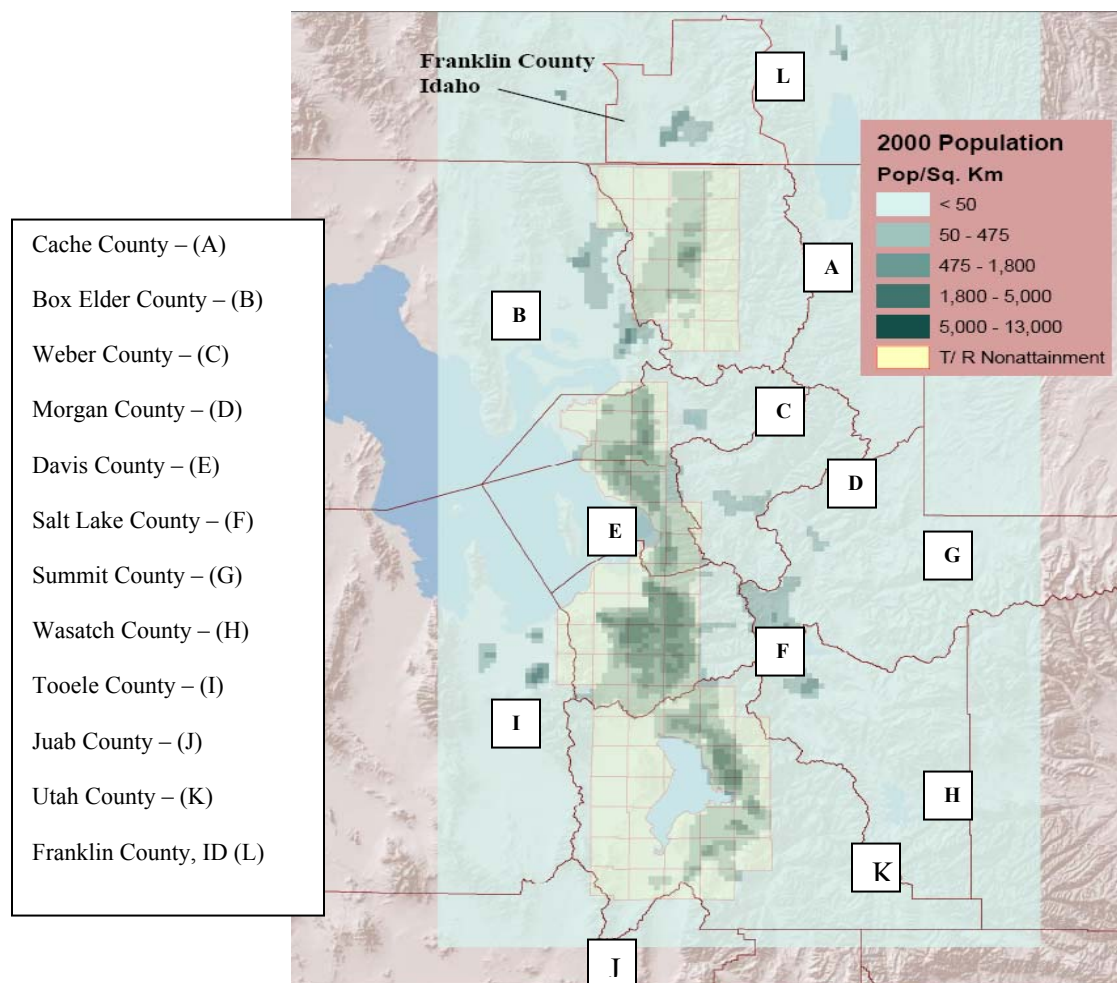 Franklin County
Idaho
L
2000 Population
Pop/Sq. Km
< 50
50 - 475
475 - 1,800
1,800 - 5,000
5,000 - 13,000
T/ R Nonattainment
Cache County – (A)
Box Elder County – (B)
Weber County – (C)
Morgan County – (D)
Davis County – (E)
Salt Lake County – (F)
Summit County – (G)
Wasatch County – (H)
Tooele County – (I)
Juab County – (J)
Utah County – (K)
Franklin County, ID (L)
A
B
C
D
E
G
F
I
H
K
J